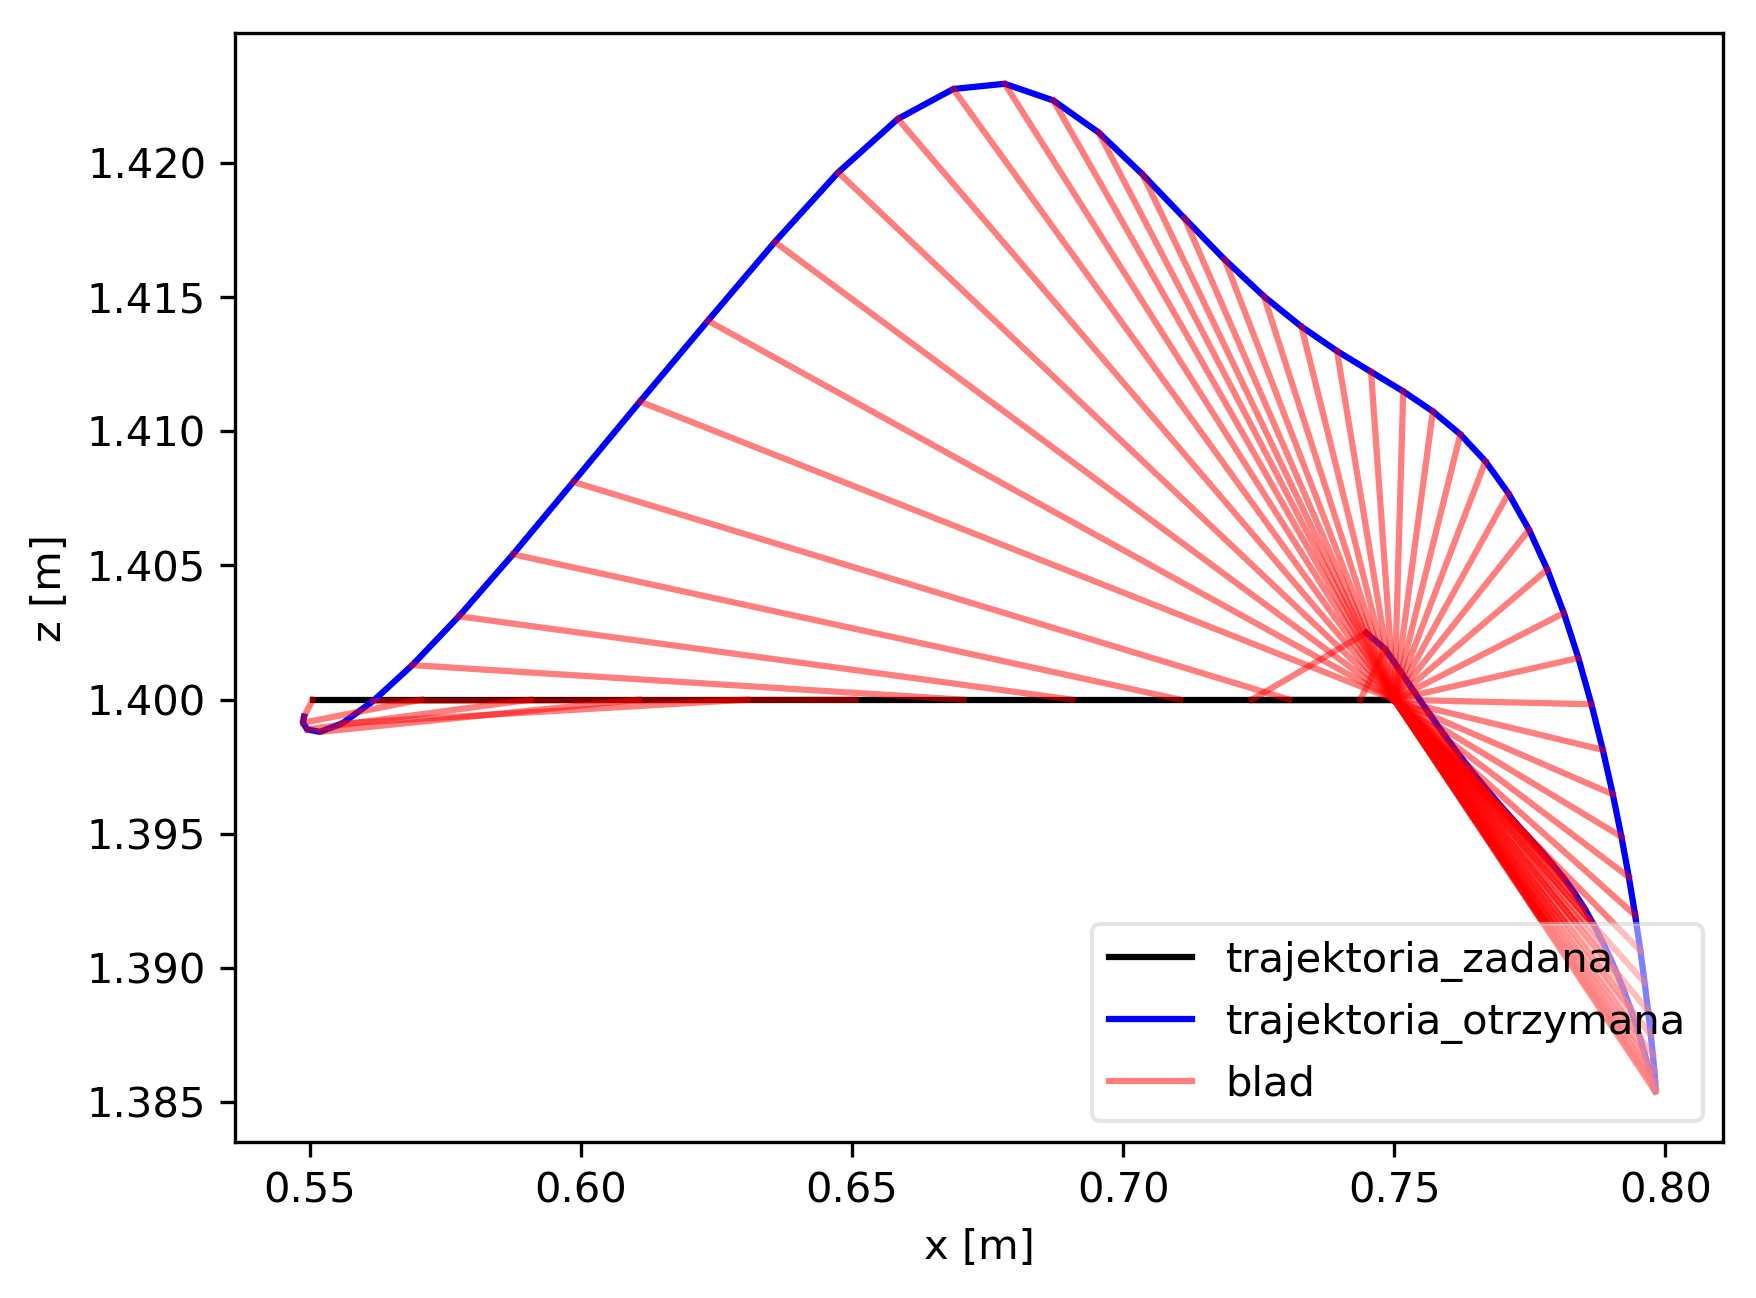 1.420
1.415
1.410
1.405
1.400
1.395
1.390
1.385
z [m]
0.55 0.60 0.65 0.70 0.75 0.80
x [m]
trajektoria_zadana
trajektoria_otrzymana
blad